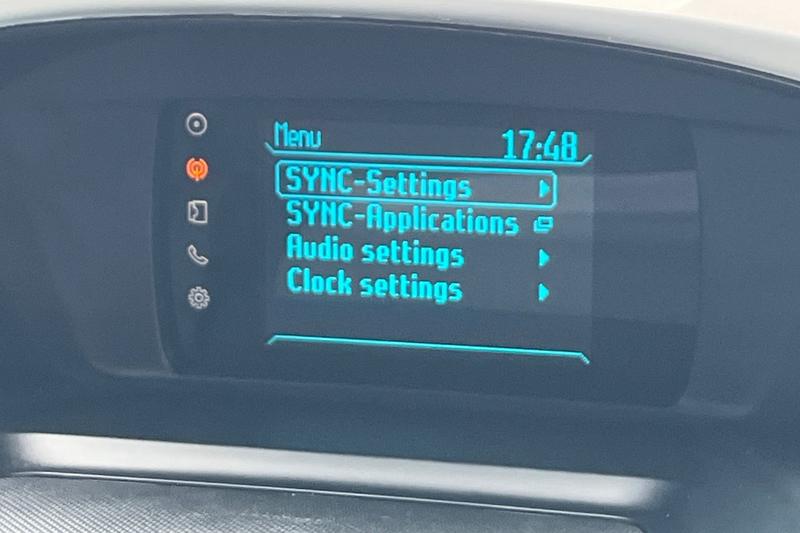 Menu
17:48
SYNC-Settings
SYNC-Applications
Audio settings
Clock settings